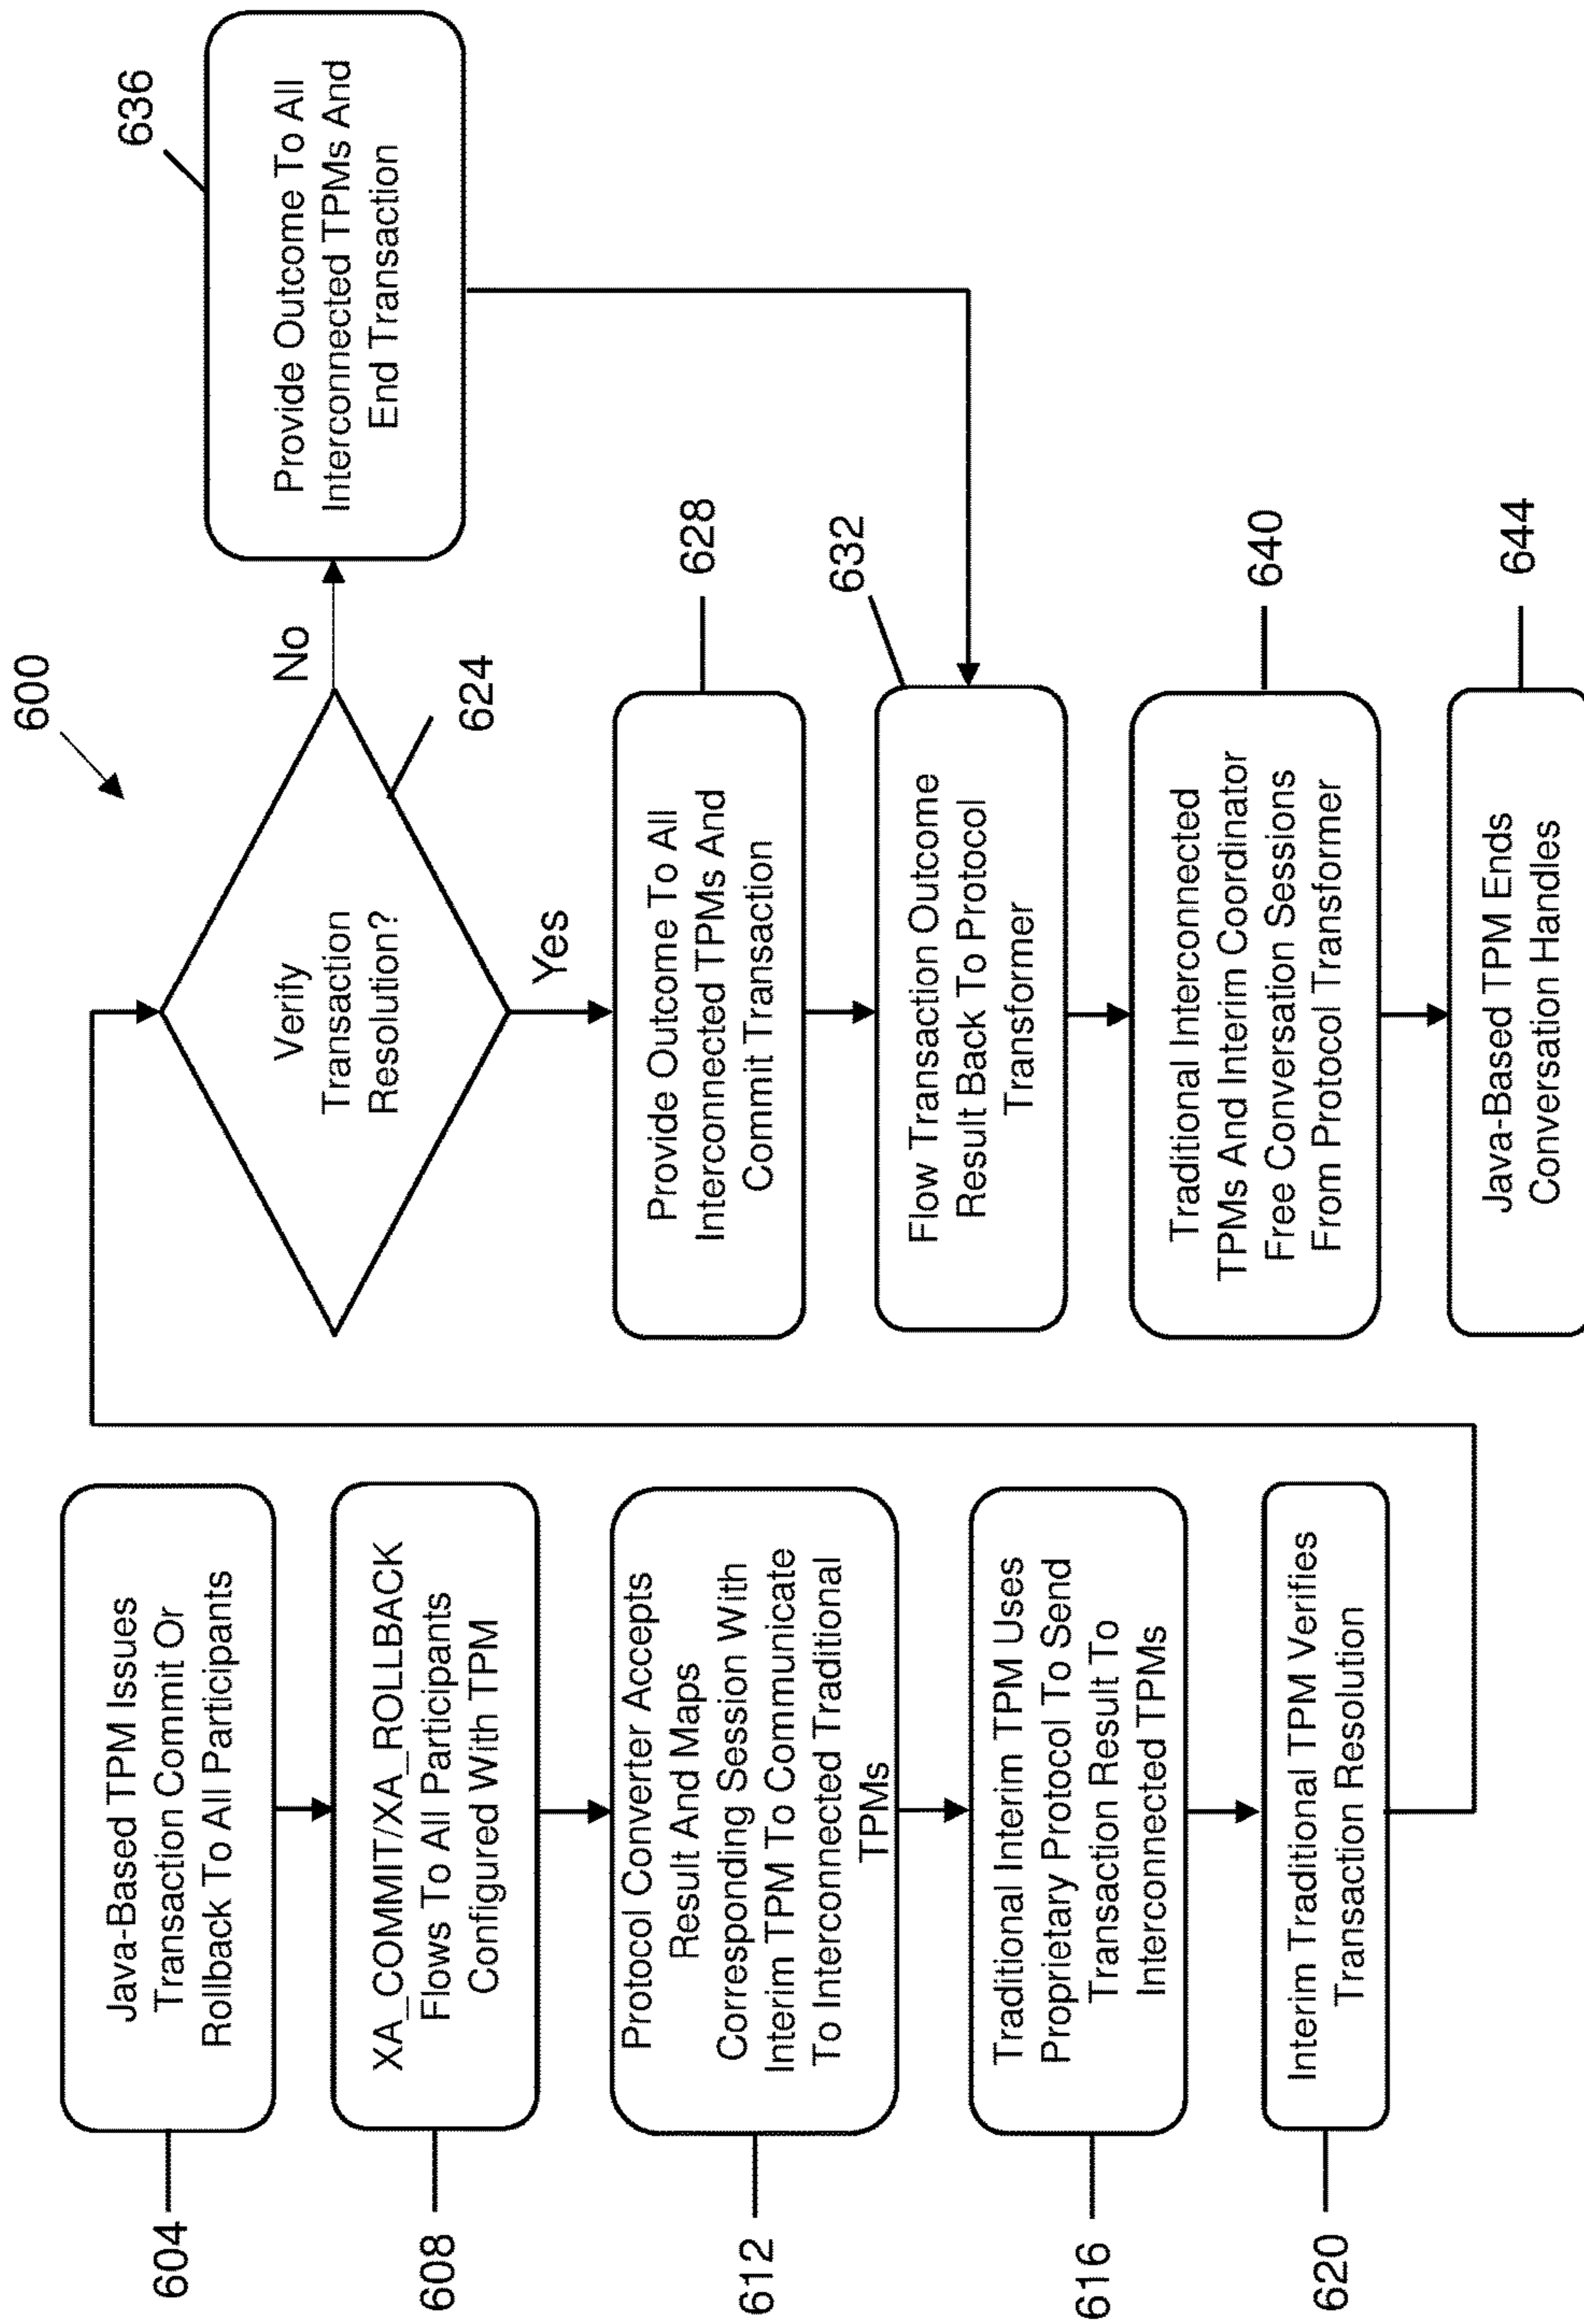 600
604
Java-Based TPM Issues
Transaction Commit Or
Rollback To All Participants
608
XA_COMMIT/XA_ROLLBACK
Flows To All Participants
Configured With TPM
612
Protocol Converter Accepts
Result And Maps
Corresponding Session With
Interim TPM To Communicate
To Interconnected Traditional
TPMs
616
Traditional Interim TPM Uses
Proprietary Protocol To Send
Transaction Result To
Interconnected TPMs
620
Interim Traditional TPM Verifies
Transaction Resolution
Verify
Transaction
Resolution?
624
No
Yes
636
Provide Outcome To All
Interconnected TPMs And
End Transaction
Provide Outcome To All
Interconnected TPMs And
Commit Transaction
628
632
Flow Transaction Outcome
Result Back To Protocol
Transformer
Traditional Interconnected
TPMs And Interim Coordinator
Free Conversation Sessions
From Protocol Transformer
640
Java-Based TPM Ends
Conversation Handles
644